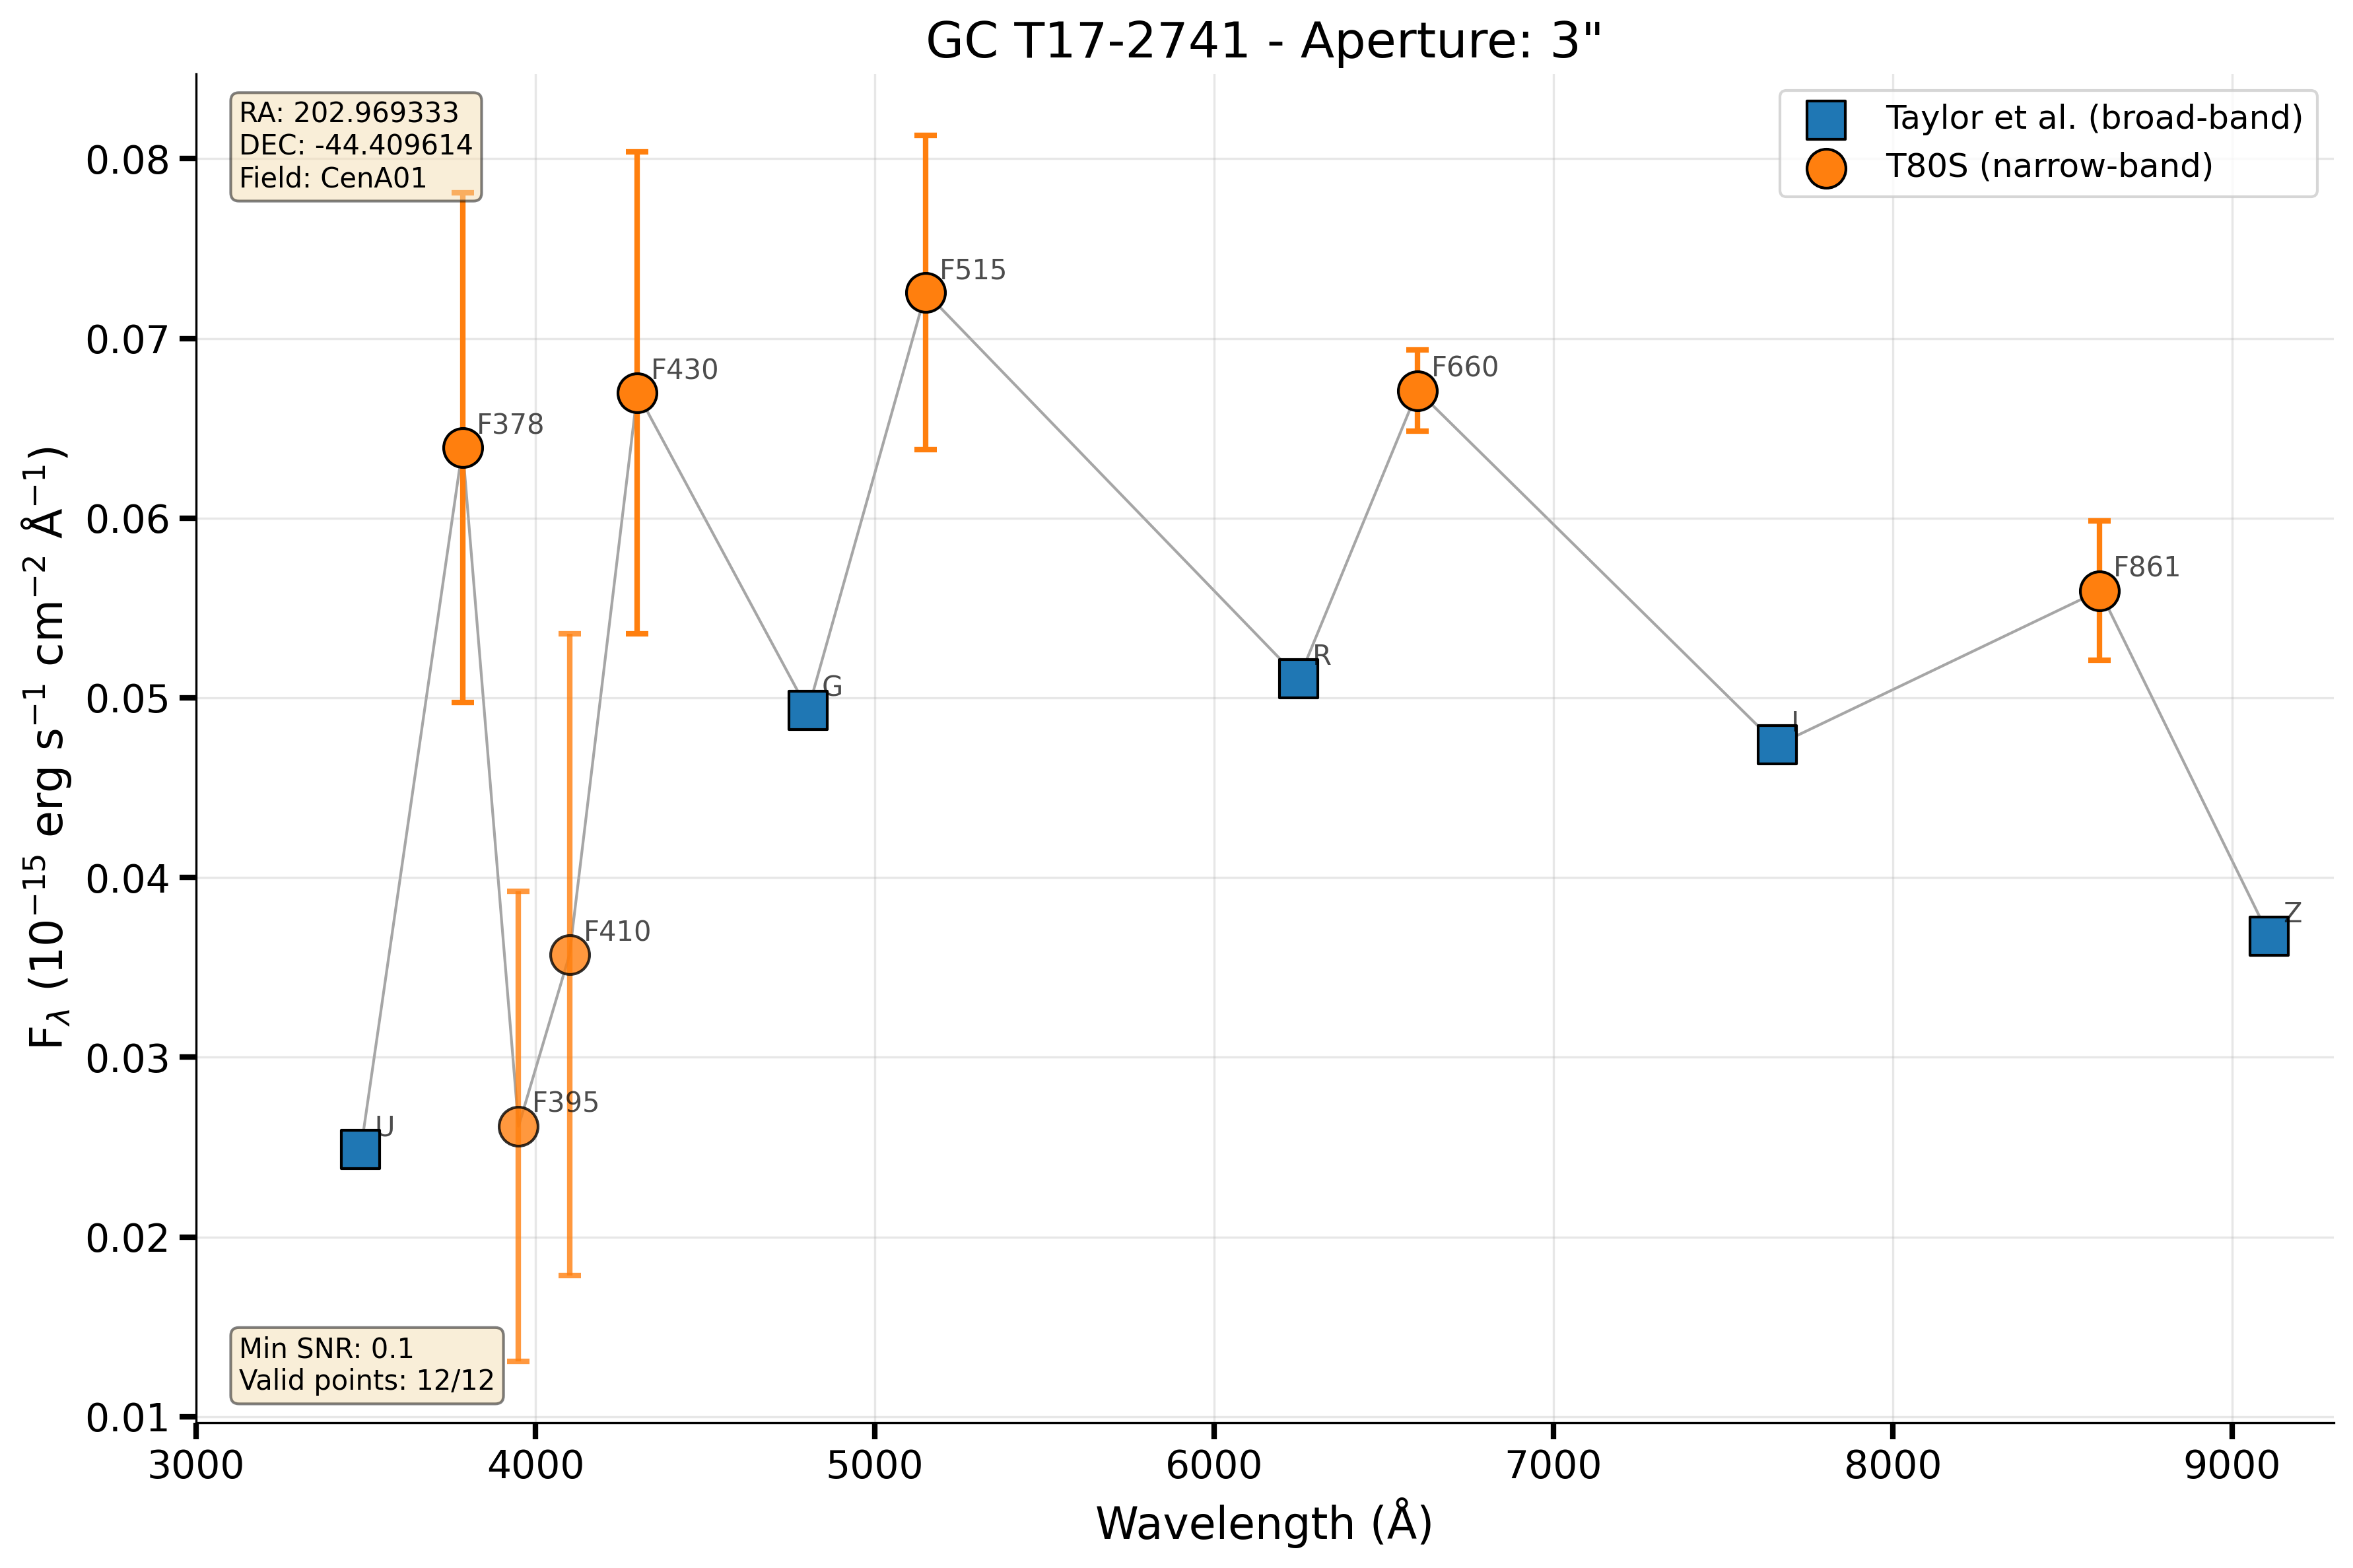 GC T17-2741 - Aperture: 3"
RA: 202.969333
DEC: -44.409614
Field: CenA01
Taylor et al. (broad-band)
T80S (narrow-band)
0.08
0.07
0.06
0.05
0.04
0.03
0.02
0.01
F_λ (10⁻¹⁵ erg s⁻¹ cm⁻² Å⁻¹)
U
F378
F395
F410
F430
G
F515
R
F660
I
F861
Z
Min SNR: 0.1
Valid points: 12/12
3000 4000 5000 6000 7000 8000 9000
Wavelength (Å)